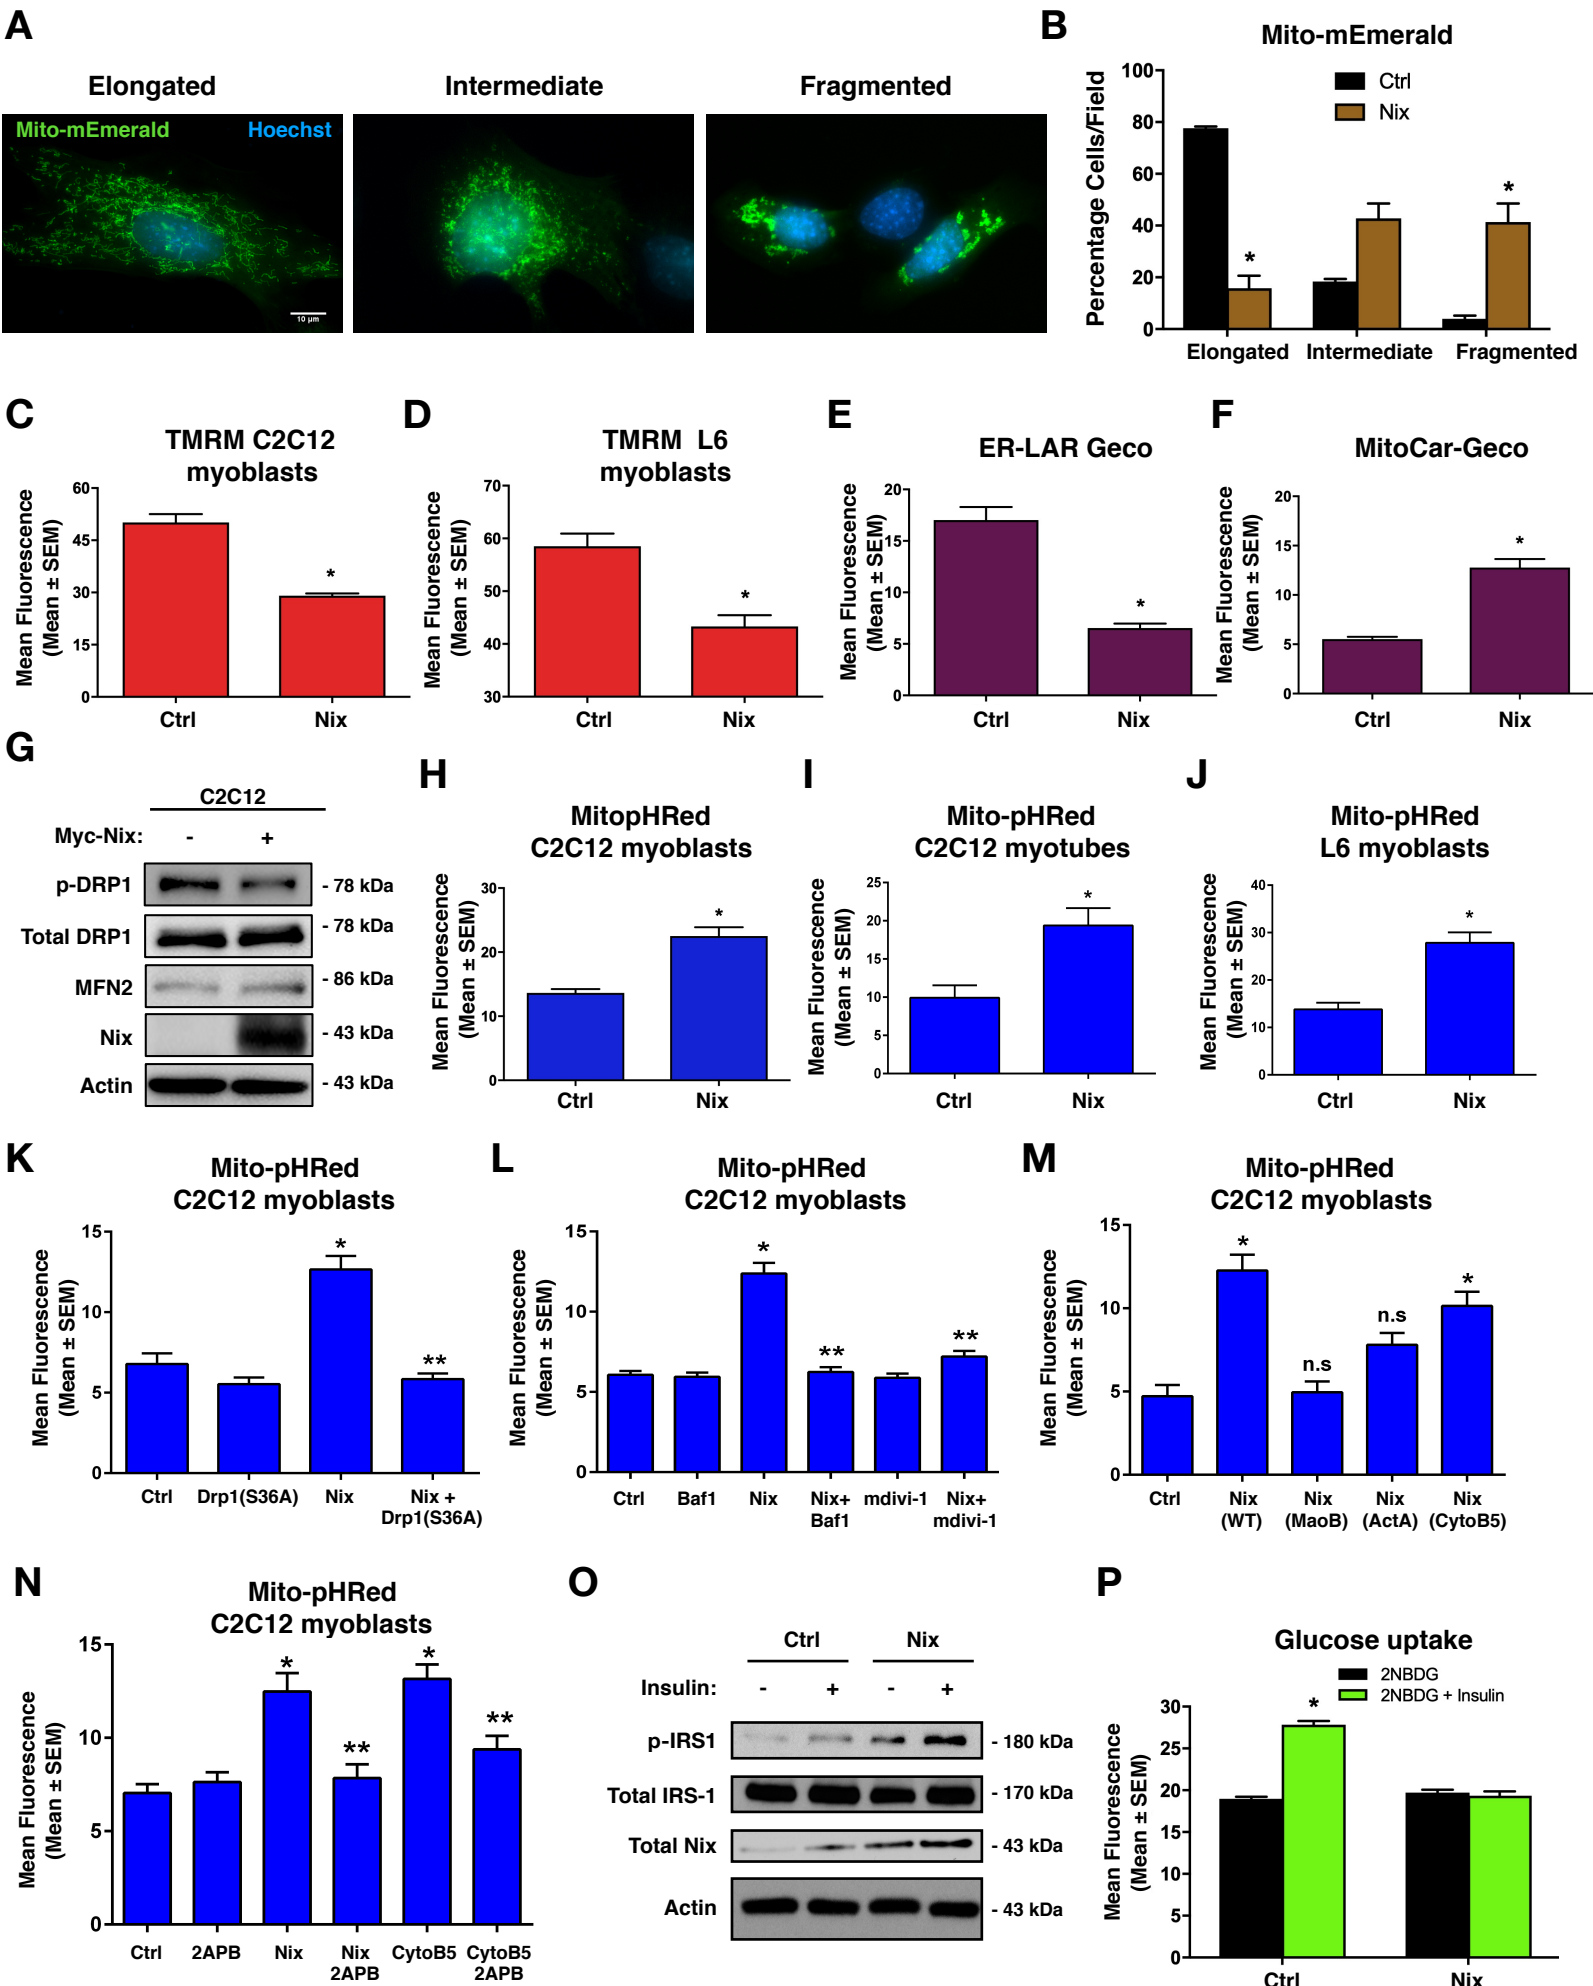 A
Elongated
Intermediate
Fragmented
Mito-mEmerald
Hoechst
10 µm
B
Mito-mEmerald
Ctrl
Nix
Percentage Cells/Field
100
80
60
40
20
0
*
*
Elongated
Intermediate
Fragmented
C
TMRM C2C12
myoblasts
Mean Fluorescence
(Mean ± SEM)
60
45
30
15
0
*
Ctrl
Nix
D
TMRM L6
myoblasts
Mean Fluorescence
(Mean ± SEM)
70
60
50
40
30
*
Ctrl
Nix
E
ER-LAR Geco
Mean Fluorescence
(Mean ± SEM)
20
15
10
5
0
*
Ctrl
Nix
F
MitoCar-Geco
Mean Fluorescence
(Mean ± SEM)
20
15
10
5
0
*
Ctrl
Nix
G
C2C12
Myc-Nix: - +
p-DRP1 - 78 kDa
Total DRP1 - 78 kDa
MFN2 - 86 kDa
Nix - 43 kDa
Actin - 43 kDa
H
MitopHRed
C2C12 myoblasts
Mean Fluorescence
(Mean ± SEM)
30
20
10
0
*
Ctrl
Nix
I
Mito-pHRed
C2C12 myotubes
Mean Fluorescence
(Mean ± SEM)
25
20
15
10
5
0
*
Ctrl
Nix
J
Mito-pHRed
L6 myoblasts
Mean Fluorescence
(Mean ± SEM)
40
30
20
10
0
*
Ctrl
Nix
K
Mito-pHRed
C2C12 myoblasts
Mean Fluorescence
(Mean ± SEM)
15
10
5
0
*
**
Ctrl
Drp1(S36A)
Nix
Nix +
Drp1(S36A)
L
Mito-pHRed
C2C12 myoblasts
Mean Fluorescence
(Mean ± SEM)
15
10
5
0
*
**
**
Ctrl
Baf1
Nix
Nix+
Baf1
mdivi-1
Nix+
mdivi-1
M
Mito-pHRed
C2C12 myoblasts
Mean Fluorescence
(Mean ± SEM)
15
10
5
0
*
n.s
n.s
*
Ctrl
Nix
(WT)
Nix
(MaoB)
Nix
(ActA)
Nix
(CytoB5)
N
Mito-pHRed
C2C12 myoblasts
Mean Fluorescence
(Mean ± SEM)
15
10
5
0
*
**
*
**
Ctrl
2APB
Nix
Nix
2APB
CytoB5
CytoB5
2APB
O
Ctrl Nix
Insulin: - + - +
p-IRS1 - 180 kDa
Total IRS-1 - 170 kDa
Total Nix - 43 kDa
Actin - 43 kDa
P
Glucose uptake
2NBDG
2NBDG + Insulin
Mean Fluorescence
(Mean ± SEM)
30
25
20
15
10
5
0
*
Ctrl
Nix